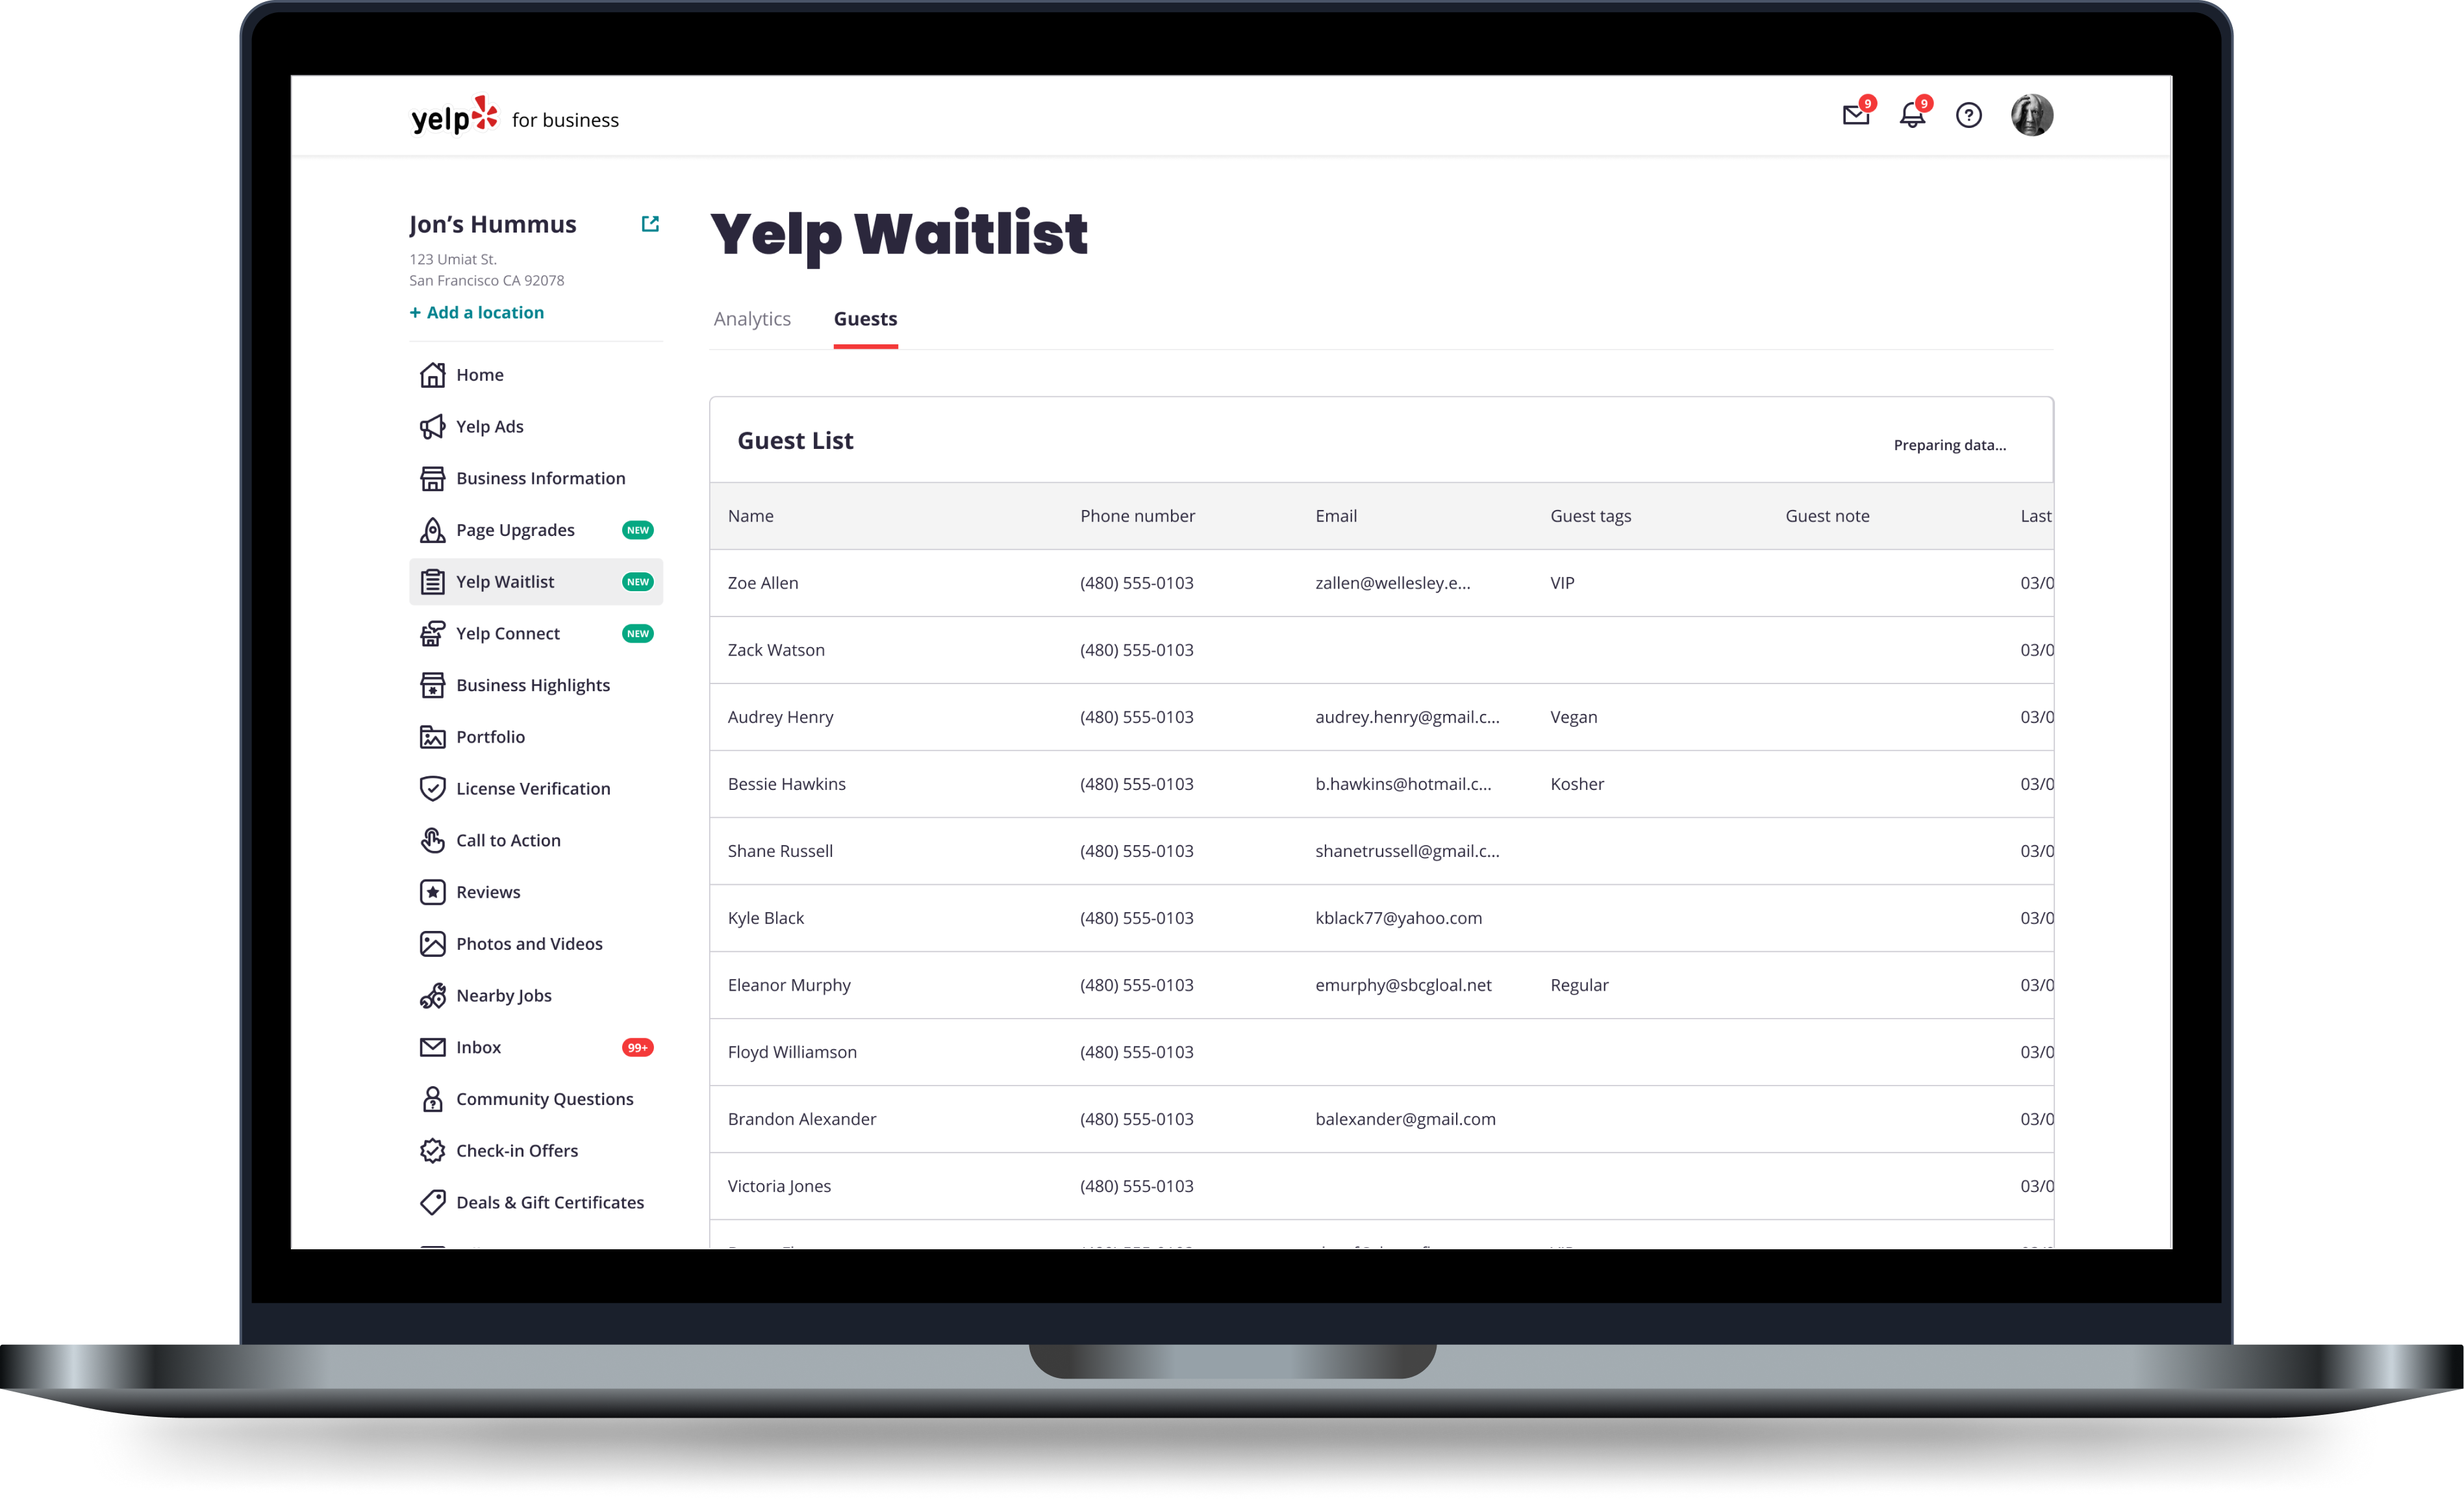 yelp for business
9
9
?
Jon's Hummus
123 Umiat St.
San Francisco CA 92078
+ Add a location
Home
Yelp Ads
Business Information
Page Upgrades NEW
Yelp Waitlist NEW
Yelp Connect NEW
Business Highlights
Portfolio
License Verification
Call to Action
Reviews
Photos and Videos
Nearby Jobs
Inbox 99+
Community Questions
Check-in Offers
Deals & Gift Certificates
Yelp Waitlist
Analytics Guests
Guest List Preparing data...
Name Phone number Email Guest tags Guest note Last
Zoe Allen (480) 555-0103 zallen@wellesley.e... VIP 03/0
Zack Watson (480) 555-0103 03/0
Audrey Henry (480) 555-0103 audrey.henry@gmail.c... Vegan 03/0
Bessie Hawkins (480) 555-0103 b.hawkins@hotmail.c... Kosher 03/0
Shane Russell (480) 555-0103 shanetrussell@gmail.c... 03/0
Kyle Black (480) 555-0103 kblack77@yahoo.com 03/0
Eleanor Murphy (480) 555-0103 emurphy@sbcgloal.net Regular 03/0
Floyd Williamson (480) 555-0103 03/0
Brandon Alexander (480) 555-0103 balexander@gmail.com 03/0
Victoria Jones (480) 555-0103 03/0